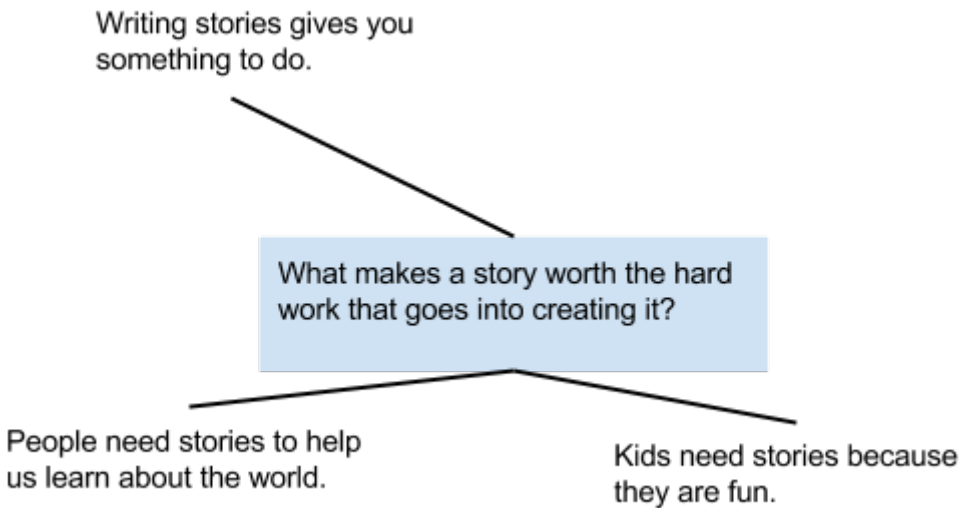 Writing stories gives you
something to do.
What makes a story worth the hard
work that goes into creating it?
People need stories to help
us learn about the world.
Kids need stories because
they are fun.